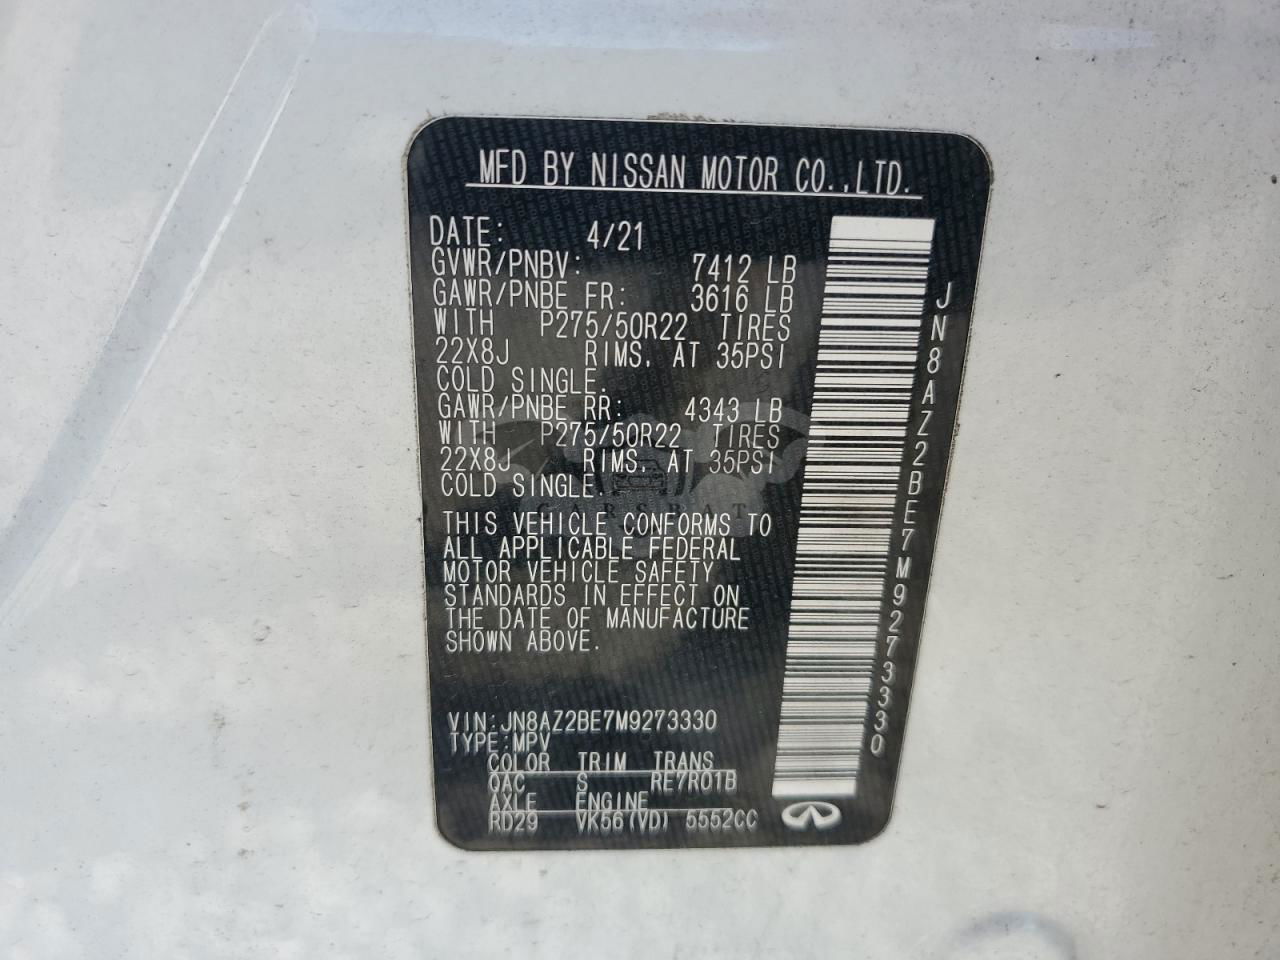 MFD BY NISSAN MOTOR CO.,LTD.
DATE: 4/21
GVWR/PNBV: 7412 LB
GAWR/PNBE FR: 3616 LB
WITH P275/50R22 TIRES
22X8J RIMS, AT 35PSI
COLD SINGLE.
GAWR/PNBE RR: 4343 LB
WITH P275/50R22 TIRES
22X8J RIMS, AT 35PSI
COLD SINGLE.
THIS VEHICLE CONFORMS TO
ALL APPLICABLE FEDERAL
MOTOR VEHICLE SAFETY
STANDARDS IN EFFECT ON
THE DATE OF MANUFACTURE
SHOWN ABOVE.
VIN:JN8AZ2BE7M9273330
TYPE:MPV
COLOR TRIM TRANS
QAC S RE7R01B
AXLE ENGINE
RD29 VK56(VD) 5552CC
JN8AZ2BE7M9273330
CARSBAT